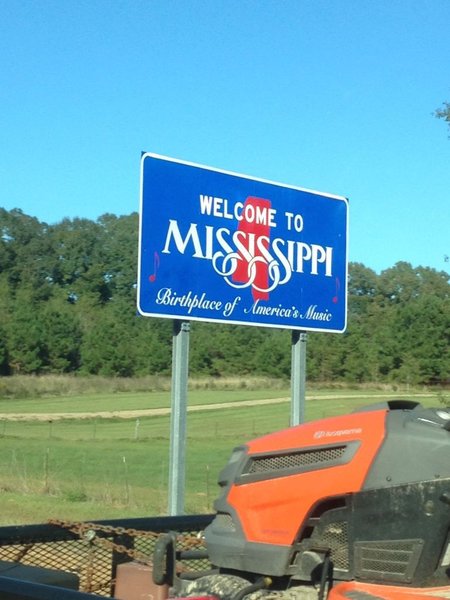 WELCOME TO
MISSISSIPPI
Birthplace of America's Music
Husqvarna